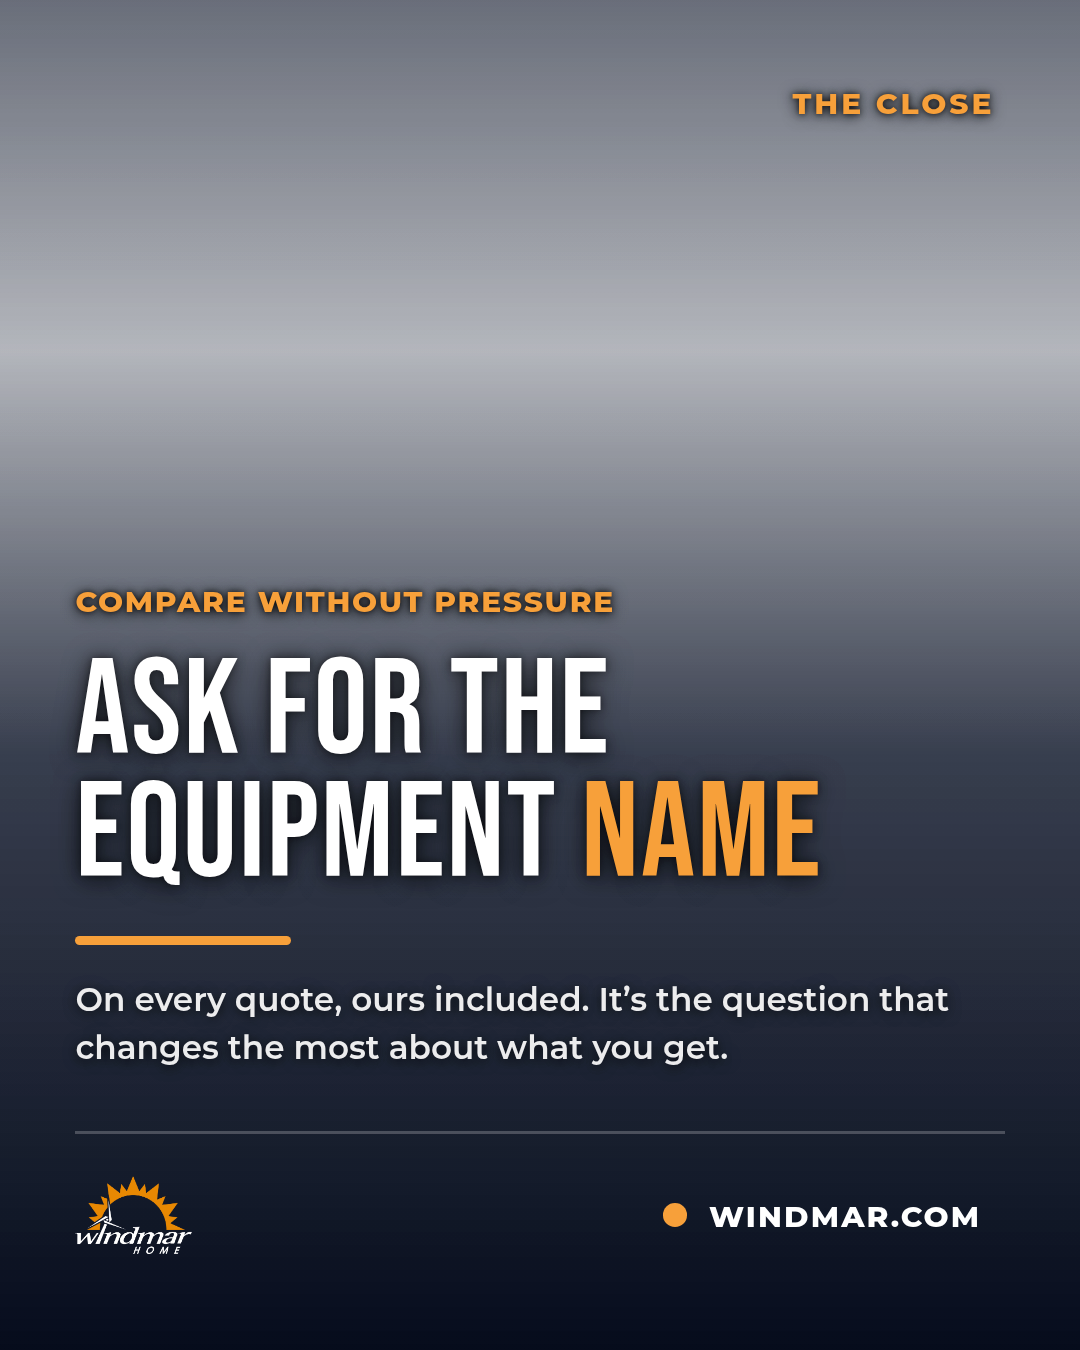 THE CLOSE
COMPARE WITHOUT PRESSURE
ASK FOR THE
EQUIPMENT NAME
On every quote, ours included. It’s the question that
changes the most about what you get.
windmar
HOME
WINDMAR.COM